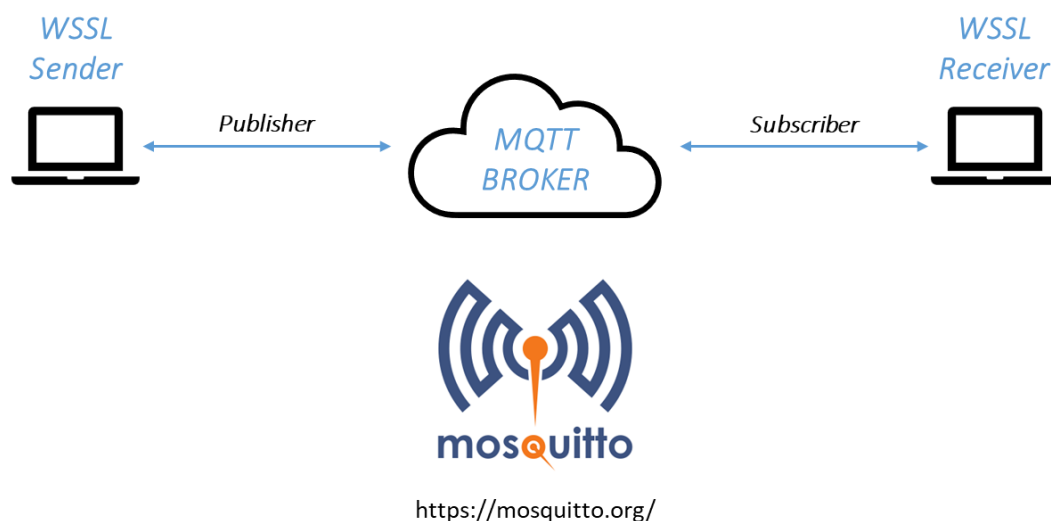 WSSL
Sender
WSSL
Receiver
Publisher
MQTT
BROKER
Subscriber
mosquitto
https://mosquitto.org/